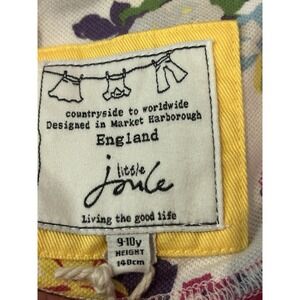 countryside to worldwide
Designed in Market Harborough
England
little
joule
Living the good life
9-10y
HEIGHT
140cm